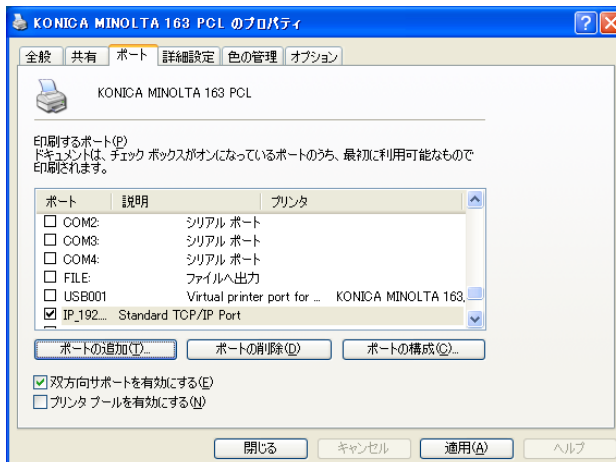 KONICA MINOLTA 163 PCL のプロパティ
全般 共有 ポート 詳細設定 色の管理 オプション
KONICA MINOLTA 163 PCL
印刷するポート(P)
ドキュメントは、チェック ボックスがオンになっているポートのうち、最初に利用可能なもので
印刷されます。
ポート 説明 プリンタ
COM2: シリアル ポート
COM3: シリアル ポート
COM4: シリアル ポート
FILE: ファイルへ出力
USB001 Virtual printer port for ... KONICA MINOLTA 163,
IP_192.... Standard TCP/IP Port
ポートの追加(T)... ポートの削除(D) ポートの構成(C)...
双方向サポートを有効にする(E)
プリンタ プールを有効にする(N)
閉じる キャンセル 適用(A) ヘルプ